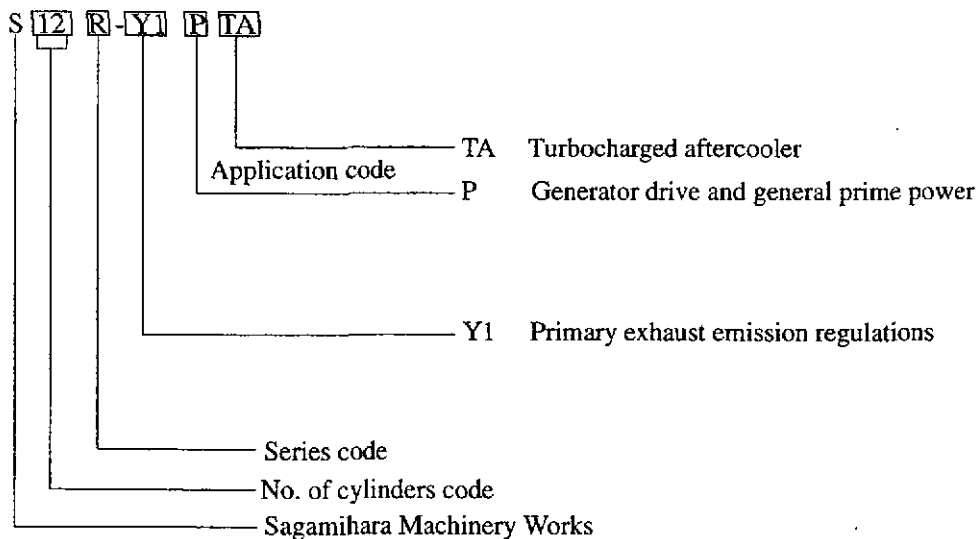 S 12 R - Y1 P TA
TA Turbocharged aftercooler
Application code
P Generator drive and general prime power
Y1 Primary exhaust emission regulations
Series code
No. of cylinders code
Sagamihara Machinery Works